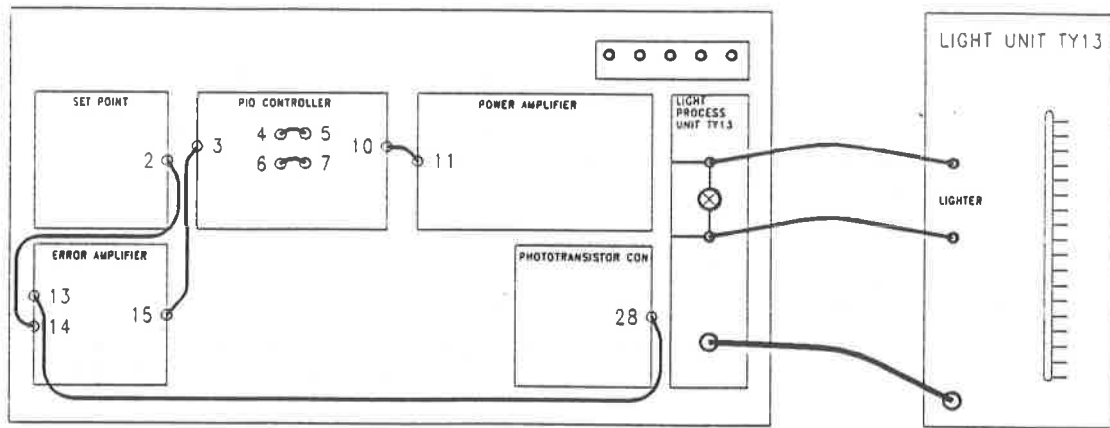 LIGHT UNIT TY13
SET POINT
PID CONTROLLER
POWER AMPLIFIER
LIGHT
PROCESS
UNIT TY13
4 5
2 3 10 11
6 7
LIGHTER
ERROR AMPLIFIER
PHOTOTRANSISTOR CON
13
14 15 28